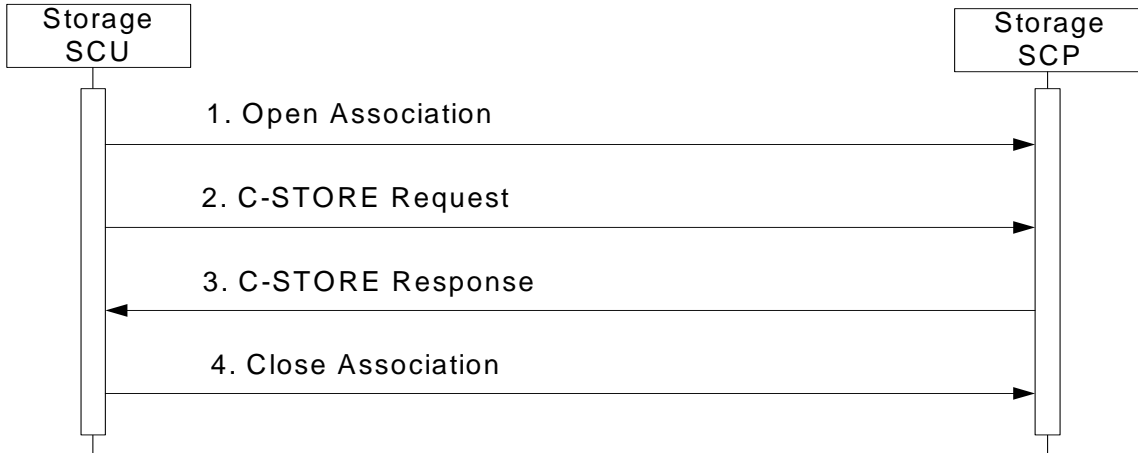 Storage
SCU
Storage
SCP
1. Open Association
2. C-STORE Request
3. C-STORE Response
4. Close Association